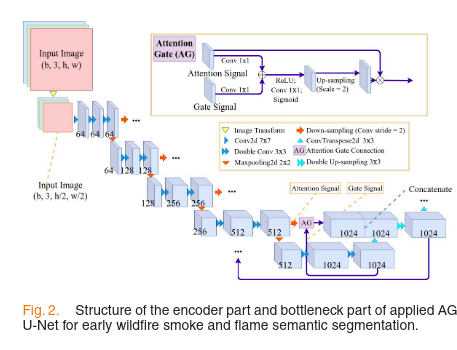 Input Image
(b, 3, h, w)
Attention
Gate (AG)
Conv 1x1
Attention Signal
Conv 1x1
Gate Signal
ReLU;
Conv 1X1;
Sigmoid
Up-sampling
(Scale = 2)
64 64 64
...
Input Image
(b, 3, h/2, w/2)
Image Transform
Conv2d 7X7
Double Conv 3X3
Maxpooling2d 2x2
Down-sampling (Conv stride = 2)
ConvTranspose2d 3x3
AG Attention Gate Connection
Double Up-sampling 3X3
64 128 128
...
128 256 256
...
Attention Signal
Gate Signal
Concatenate
...
256 512 512
AG
1024 1024 1024
...
512 1024 1024
Fig. 2. Structure of the encoder part and bottleneck part of applied AG
U-Net for early wildfire smoke and flame semantic segmentation.